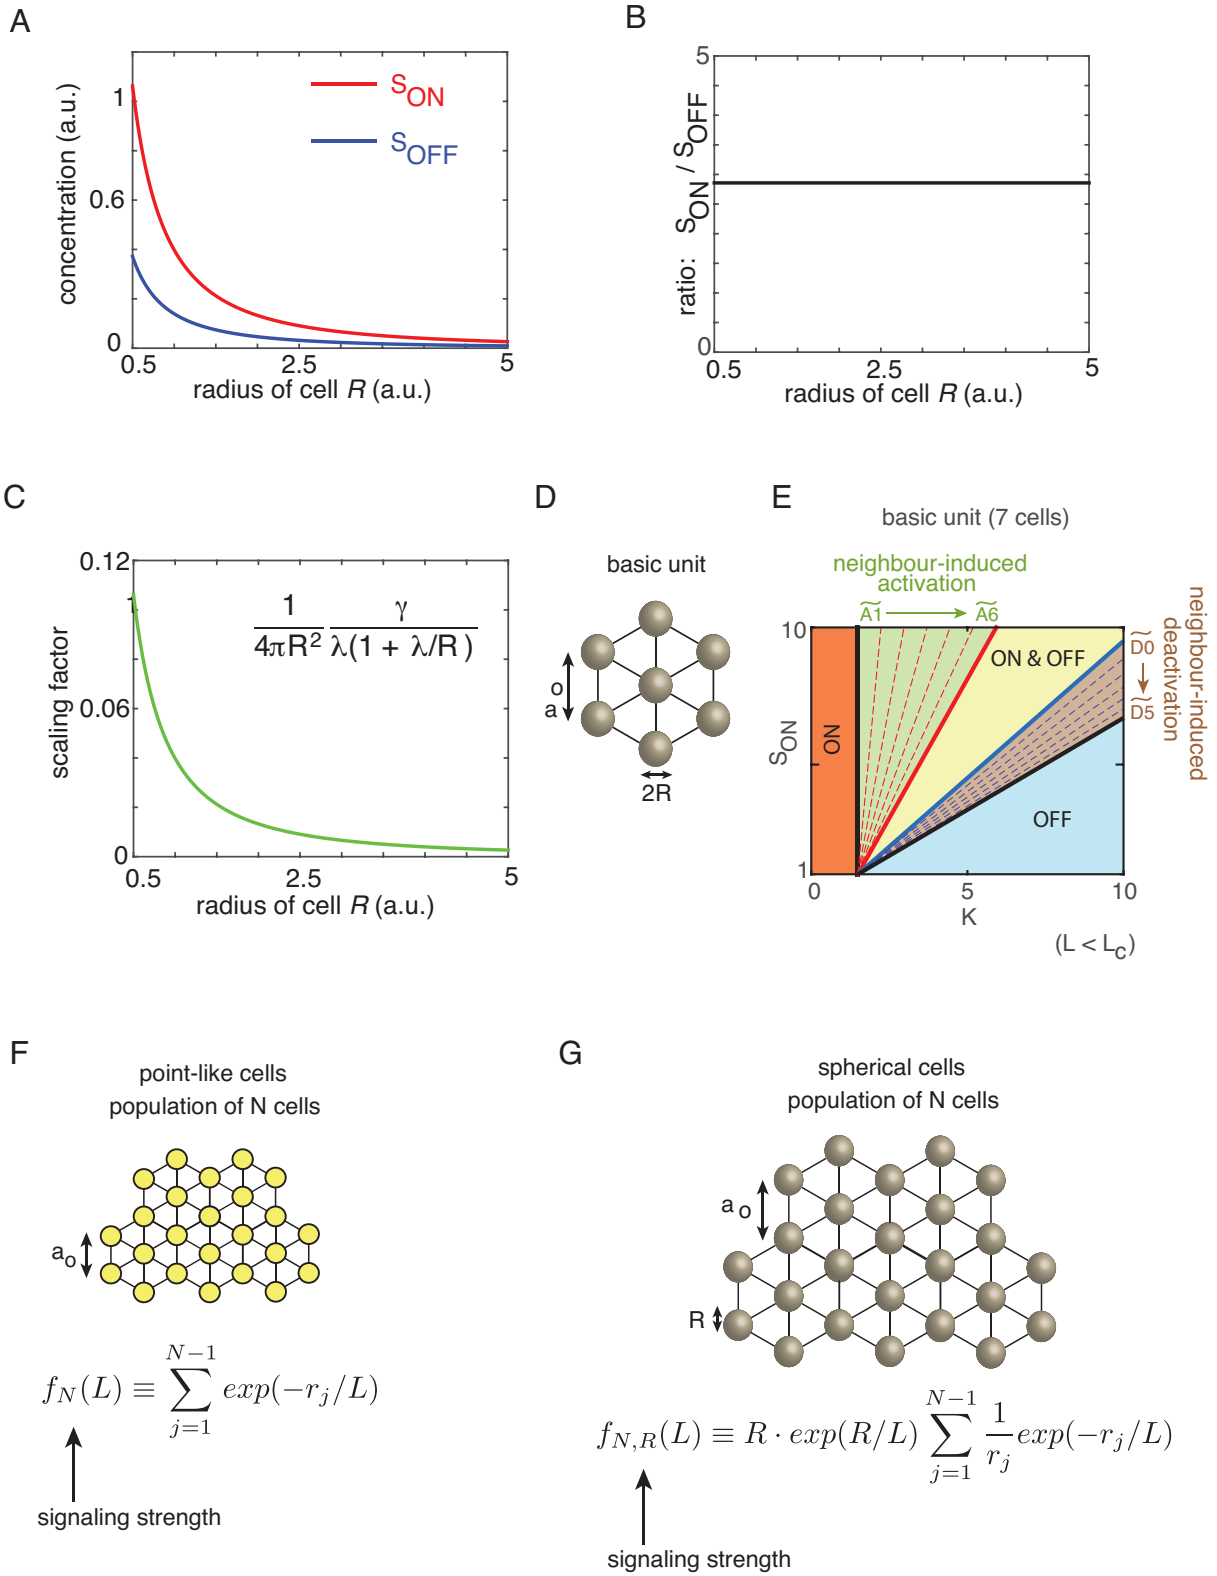 A
1
0.6
0
0.5
2.5
5
concentration (a.u.)
radius of cell R (a.u.)
S_ON
S_OFF
B
5
0
0.5
2.5
5
ratio: S_ON / S_OFF
radius of cell R (a.u.)
C
0.12
0.06
0
0.5
2.5
5
scaling factor
radius of cell R (a.u.)
1 / 4πR² γ / λ(1 + λ/R )
D
basic unit
a o
2R
E
basic unit (7 cells)
neighbour-induced
activation
A͂1
A͂6
neighbour-induced
deactivation
D͂0
D͂5
10
1
S_ON
ON
ON & OFF
OFF
0
5
10
K
(L < L_C)
F
point-like cells
population of N cells
a_o
f_N(L) ≡ ∑_{j=1}^{N−1} exp(−r_j/L)
signaling strength
G
spherical cells
population of N cells
a_o
R
f_{N,R}(L) ≡ R · exp(R/L) ∑_{j=1}^{N−1} 1/r_j exp(−r_j/L)
signaling strength